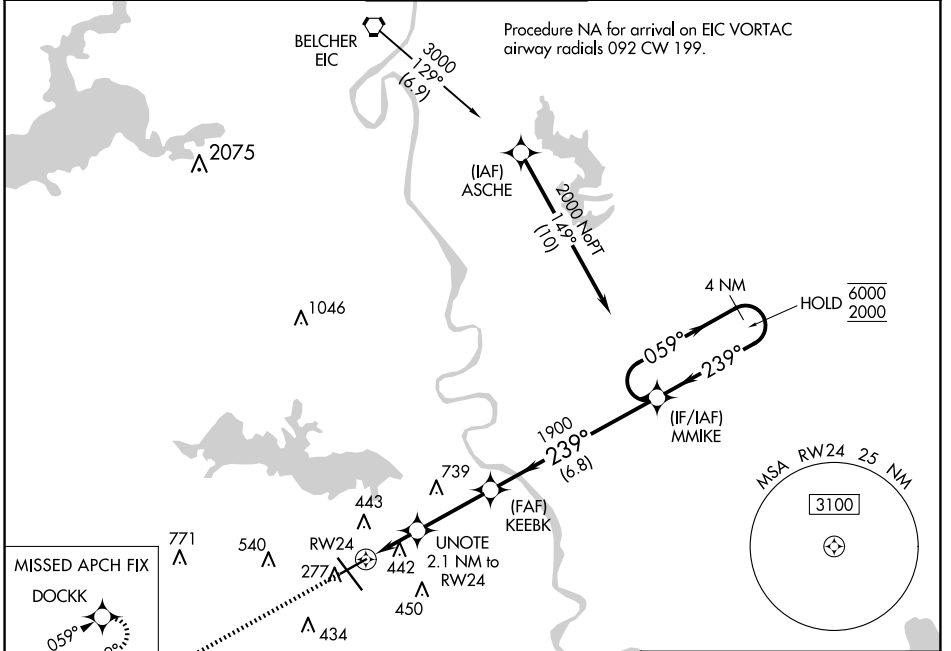 Procedure NA for arrival on EIC VORTAC
airway radials 092 CW 199.
BELCHER
EIC
3000
129°
(6.9)
2075
(IAF)
ASCHE
2000 NoPT
149°
(10)
4 NM
HOLD
6000
2000
1046
059°
239°
(IF/IAF)
MMIKE
1900
239°
(6.8)
MSA RW24 25 NM
3100
739
443
(FAF)
KEEBK
771
540
RW24
277
442
UNOTE
2.1 NM to
RW24
450
434
MISSED APCH FIX
DOCKK
059°